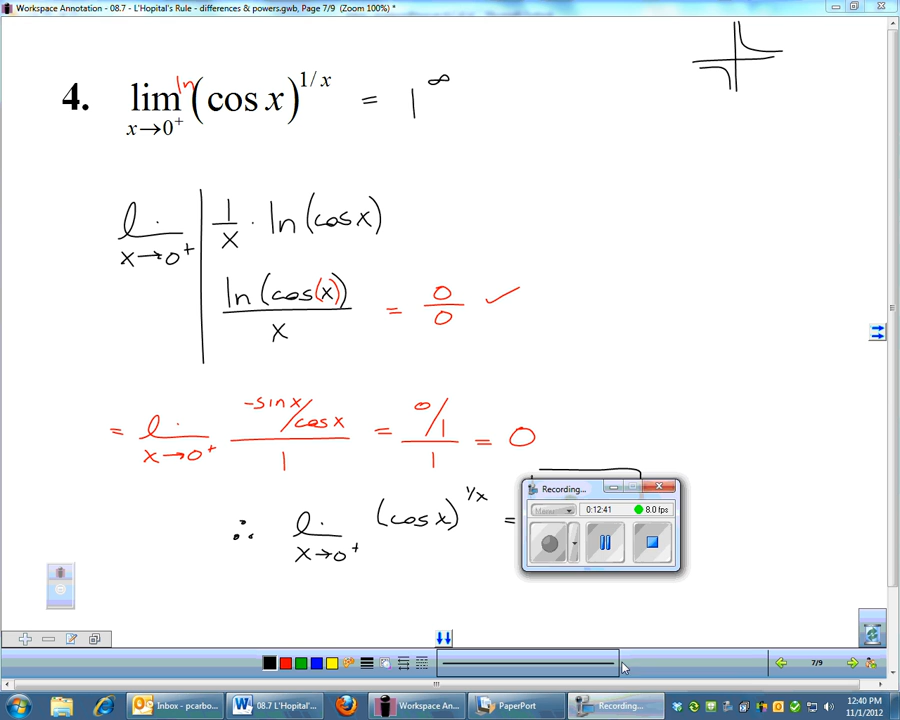 Workspace Annotation - 08.7 - L'Hopital's Rule - differences & powers.gwb, Page 7/9 (Zoom 100%) *
4. lim x→0⁺ ln (cos x)^(1/x) = 1^∞
lim x→0⁺ 1/x · ln(cos x)
ln(cos(x))/x = 0/0 ✓
= lim x→0⁺ (-sin x/cos x)/1 = (0/1)/1 = 0
Recording...
0:12:41 8.0 fps
∴ lim x→0⁺ (cos x)^(1/x) =
7/9
Inbox - pcarbo...
08.7 L'Hopital'...
Workspace An...
PaperPort
Recording...
12:40 PM
11/1/2012